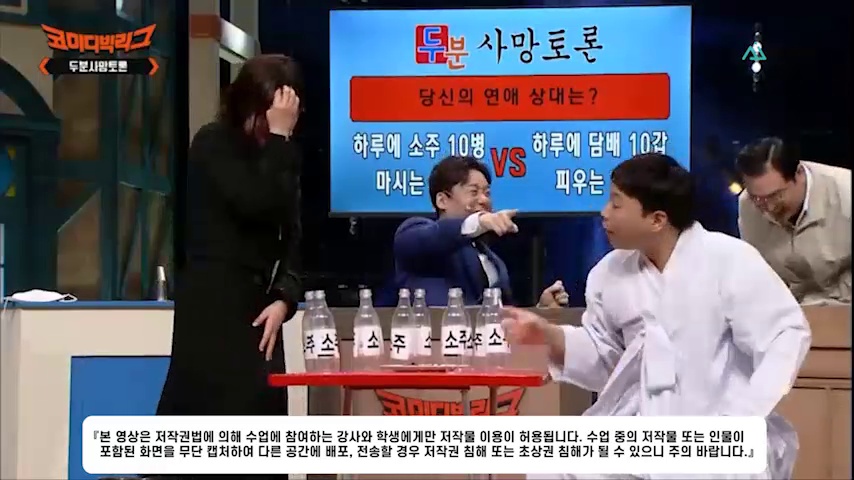 코미디빅리그
두분사망토론
두분 사망토론
당신의 연애 상대는?
하루에 소주 10병
마시는
VS
하루에 담배 10갑
피우는
소주
소
주
소
소주
소
코미디빅리그
『본 영상은 저작권법에 의해 수업에 참여하는 강사와 학생에게만 저작물 이용이 허용됩니다. 수업 중의 저작물 또는 인물이
포함된 화면을 무단 캡처하여 다른 공간에 배포, 전송할 경우 저작권 침해 또는 초상권 침해가 될 수 있으니 주의 바랍니다.』